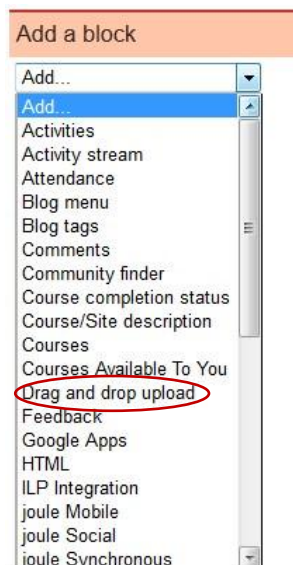 Add a block
Add...
Add...
Activities
Activity stream
Attendance
Blog menu
Blog tags
Comments
Community finder
Course completion status
Course/Site description
Courses
Courses Available To You
Drag and drop upload
Feedback
Google Apps
HTML
ILP Integration
joule Mobile
joule Social
joule Synchronous